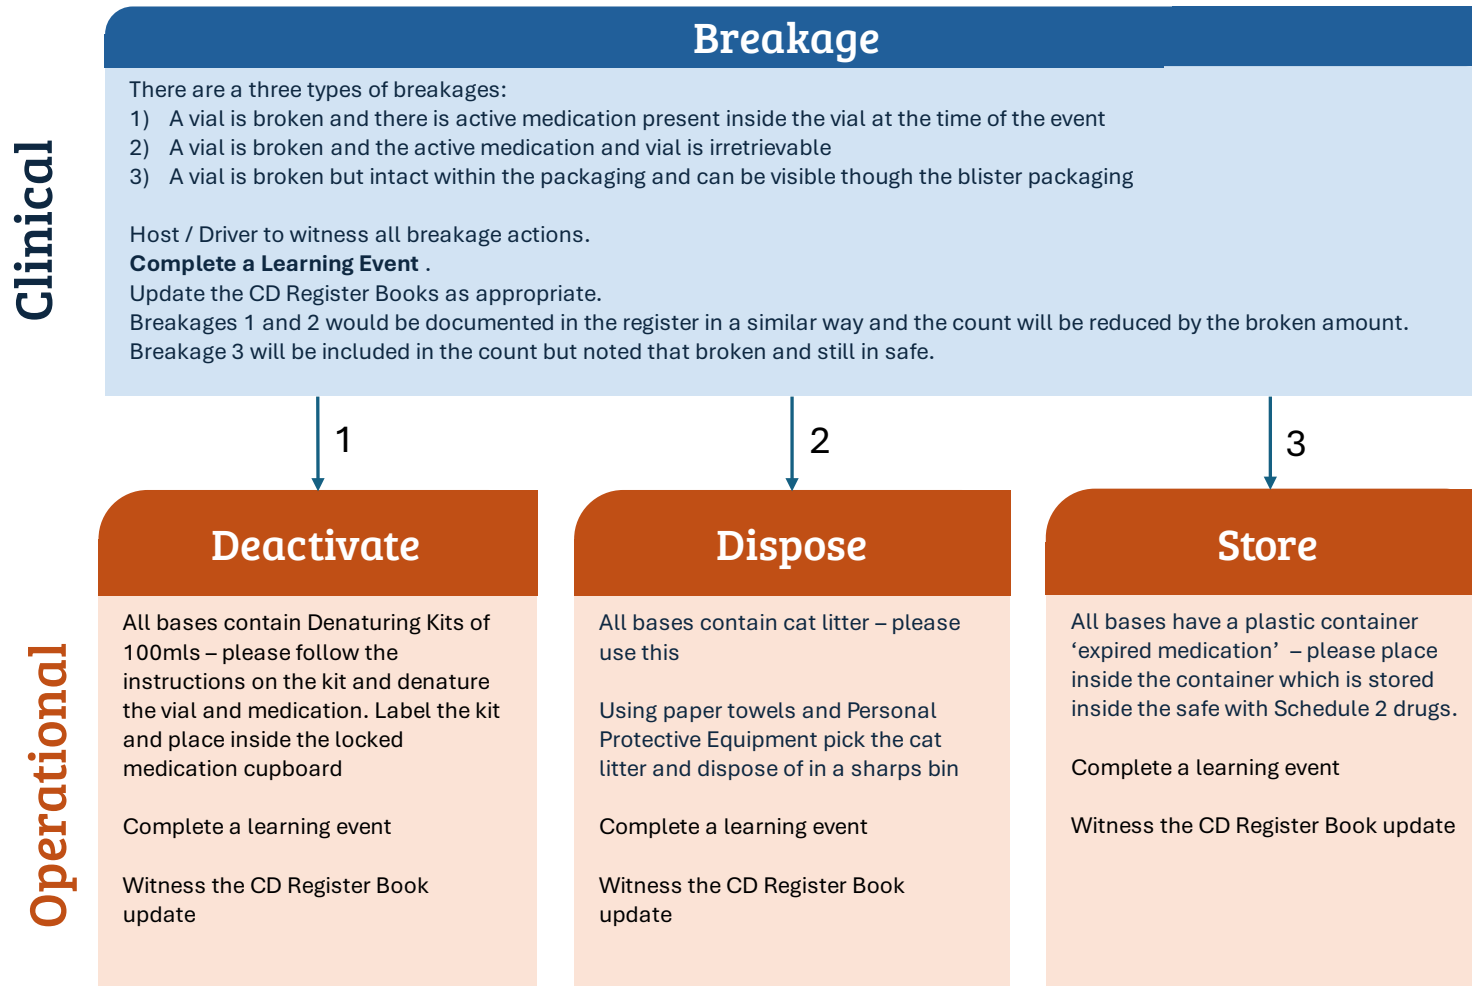 Clinical
Breakage
There are a three types of breakages:
1) A vial is broken and there is active medication present inside the vial at the time of the event
2) A vial is broken and the active medication and vial is irretrievable
3) A vial is broken but intact within the packaging and can be visible though the blister packaging
Host / Driver to witness all breakage actions.
Complete a Learning Event .
Update the CD Register Books as appropriate.
Breakages 1 and 2 would be documented in the register in a similar way and the count will be reduced by the broken amount.
Breakage 3 will be included in the count but noted that broken and still in safe.
1
2
3
Operational
Deactivate
All bases contain Denaturing Kits of
100mls – please follow the
instructions on the kit and denature
the vial and medication. Label the kit
and place inside the locked
medication cupboard
Complete a learning event
Witness the CD Register Book
update
Dispose
All bases contain cat litter – please
use this
Using paper towels and Personal
Protective Equipment pick the cat
litter and dispose of in a sharps bin
Complete a learning event
Witness the CD Register Book
update
Store
All bases have a plastic container
‘expired medication’ – please place
inside the container which is stored
inside the safe with Schedule 2 drugs.
Complete a learning event
Witness the CD Register Book update